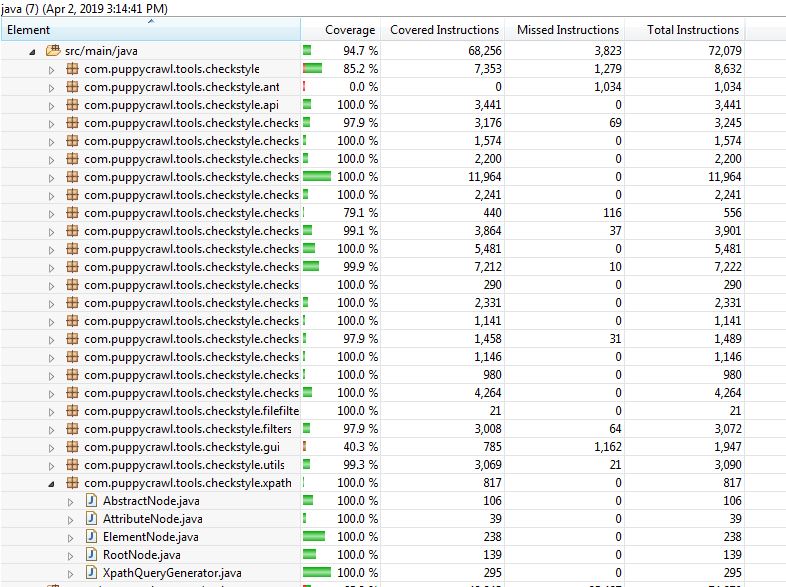 java (7) (Apr 2, 2019 3:14:41 PM)
Element Coverage Covered Instructions Missed Instructions Total Instructions
src/main/java 94.7 % 68,256 3,823 72,079
com.puppycrawl.tools.checkstyle 85.2 % 7,353 1,279 8,632
com.puppycrawl.tools.checkstyle.ant 0.0 % 0 1,034 1,034
com.puppycrawl.tools.checkstyle.api 100.0 % 3,441 0 3,441
com.puppycrawl.tools.checkstyle.checks 97.9 % 3,176 69 3,245
com.puppycrawl.tools.checkstyle.checks 100.0 % 1,574 0 1,574
com.puppycrawl.tools.checkstyle.checks 100.0 % 2,200 0 2,200
com.puppycrawl.tools.checkstyle.checks 100.0 % 11,964 0 11,964
com.puppycrawl.tools.checkstyle.checks 100.0 % 2,241 0 2,241
com.puppycrawl.tools.checkstyle.checks 79.1 % 440 116 556
com.puppycrawl.tools.checkstyle.checks 99.1 % 3,864 37 3,901
com.puppycrawl.tools.checkstyle.checks 100.0 % 5,481 0 5,481
com.puppycrawl.tools.checkstyle.checks 99.9 % 7,212 10 7,222
com.puppycrawl.tools.checkstyle.checks 100.0 % 290 0 290
com.puppycrawl.tools.checkstyle.checks 100.0 % 2,331 0 2,331
com.puppycrawl.tools.checkstyle.checks 100.0 % 1,141 0 1,141
com.puppycrawl.tools.checkstyle.checks 97.9 % 1,458 31 1,489
com.puppycrawl.tools.checkstyle.checks 100.0 % 1,146 0 1,146
com.puppycrawl.tools.checkstyle.checks 100.0 % 980 0 980
com.puppycrawl.tools.checkstyle.checks 100.0 % 4,264 0 4,264
com.puppycrawl.tools.checkstyle.filefilte 100.0 % 21 0 21
com.puppycrawl.tools.checkstyle.filters 97.9 % 3,008 64 3,072
com.puppycrawl.tools.checkstyle.gui 40.3 % 785 1,162 1,947
com.puppycrawl.tools.checkstyle.utils 99.3 % 3,069 21 3,090
com.puppycrawl.tools.checkstyle.xpath 100.0 % 817 0 817
AbstractNode.java 100.0 % 106 0 106
AttributeNode.java 100.0 % 39 0 39
ElementNode.java 100.0 % 238 0 238
RootNode.java 100.0 % 139 0 139
XpathQueryGenerator.java 100.0 % 295 0 295